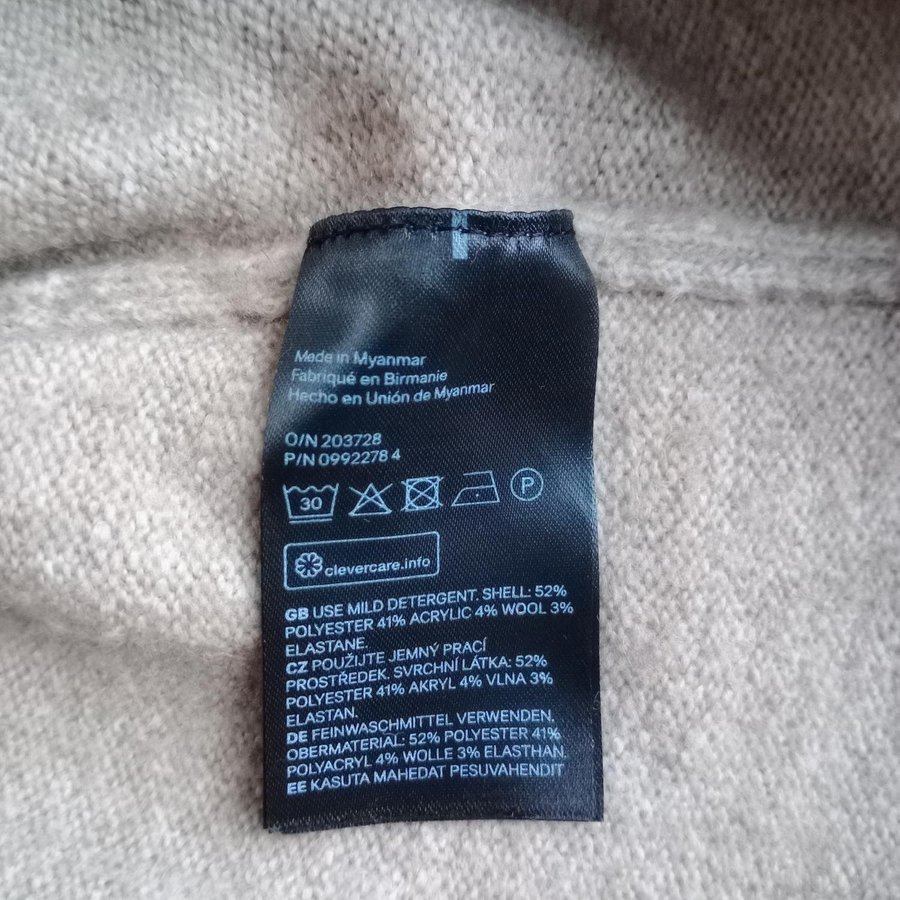 Made in Myanmar
Fabriqué en Birmanie
Hecho en Unión de Myanmar
O/N 203728
P/N 0992278 4
30 P
clevercare.info
GB USE MILD DETERGENT. SHELL: 52%
POLYESTER 41% ACRYLIC 4% WOOL 3%
ELASTANE.
CZ POUŽIJTE JEMNÝ PRACÍ
PROSTŘEDEK. SVRCHNÍ LÁTKA: 52%
POLYESTER 41% AKRYL 4% VLNA 3%
ELASTAN.
DE FEINWASCHMITTEL VERWENDEN.
OBERMATERIAL: 52% POLYESTER 41%
POLYACRYL 4% WOLLE 3% ELASTHAN.
EE KASUTA MAHEDAT PESUVAHENDIT